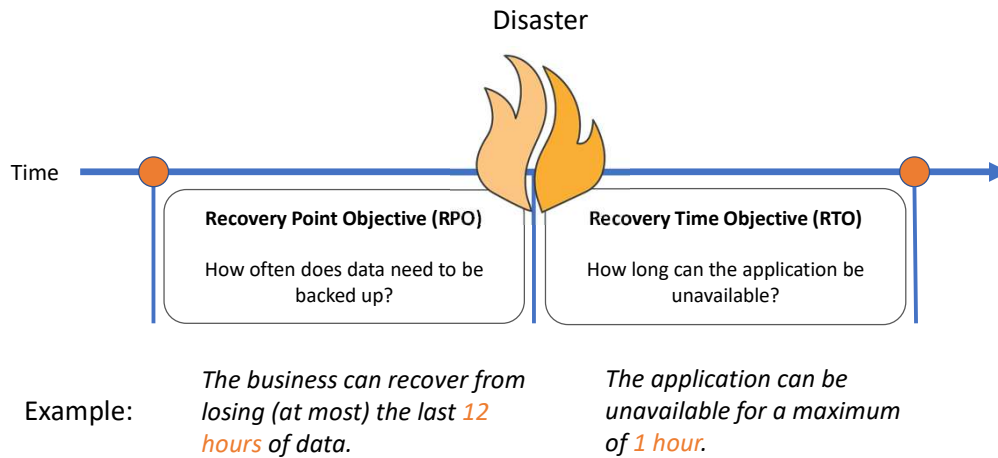 Disaster
Time
Recovery Point Objective (RPO)
How often does data need to be
backed up?
Recovery Time Objective (RTO)
How long can the application be
unavailable?
Example:
The business can recover from
losing (at most) the last 12
hours of data.
The application can be
unavailable for a maximum
of 1 hour.